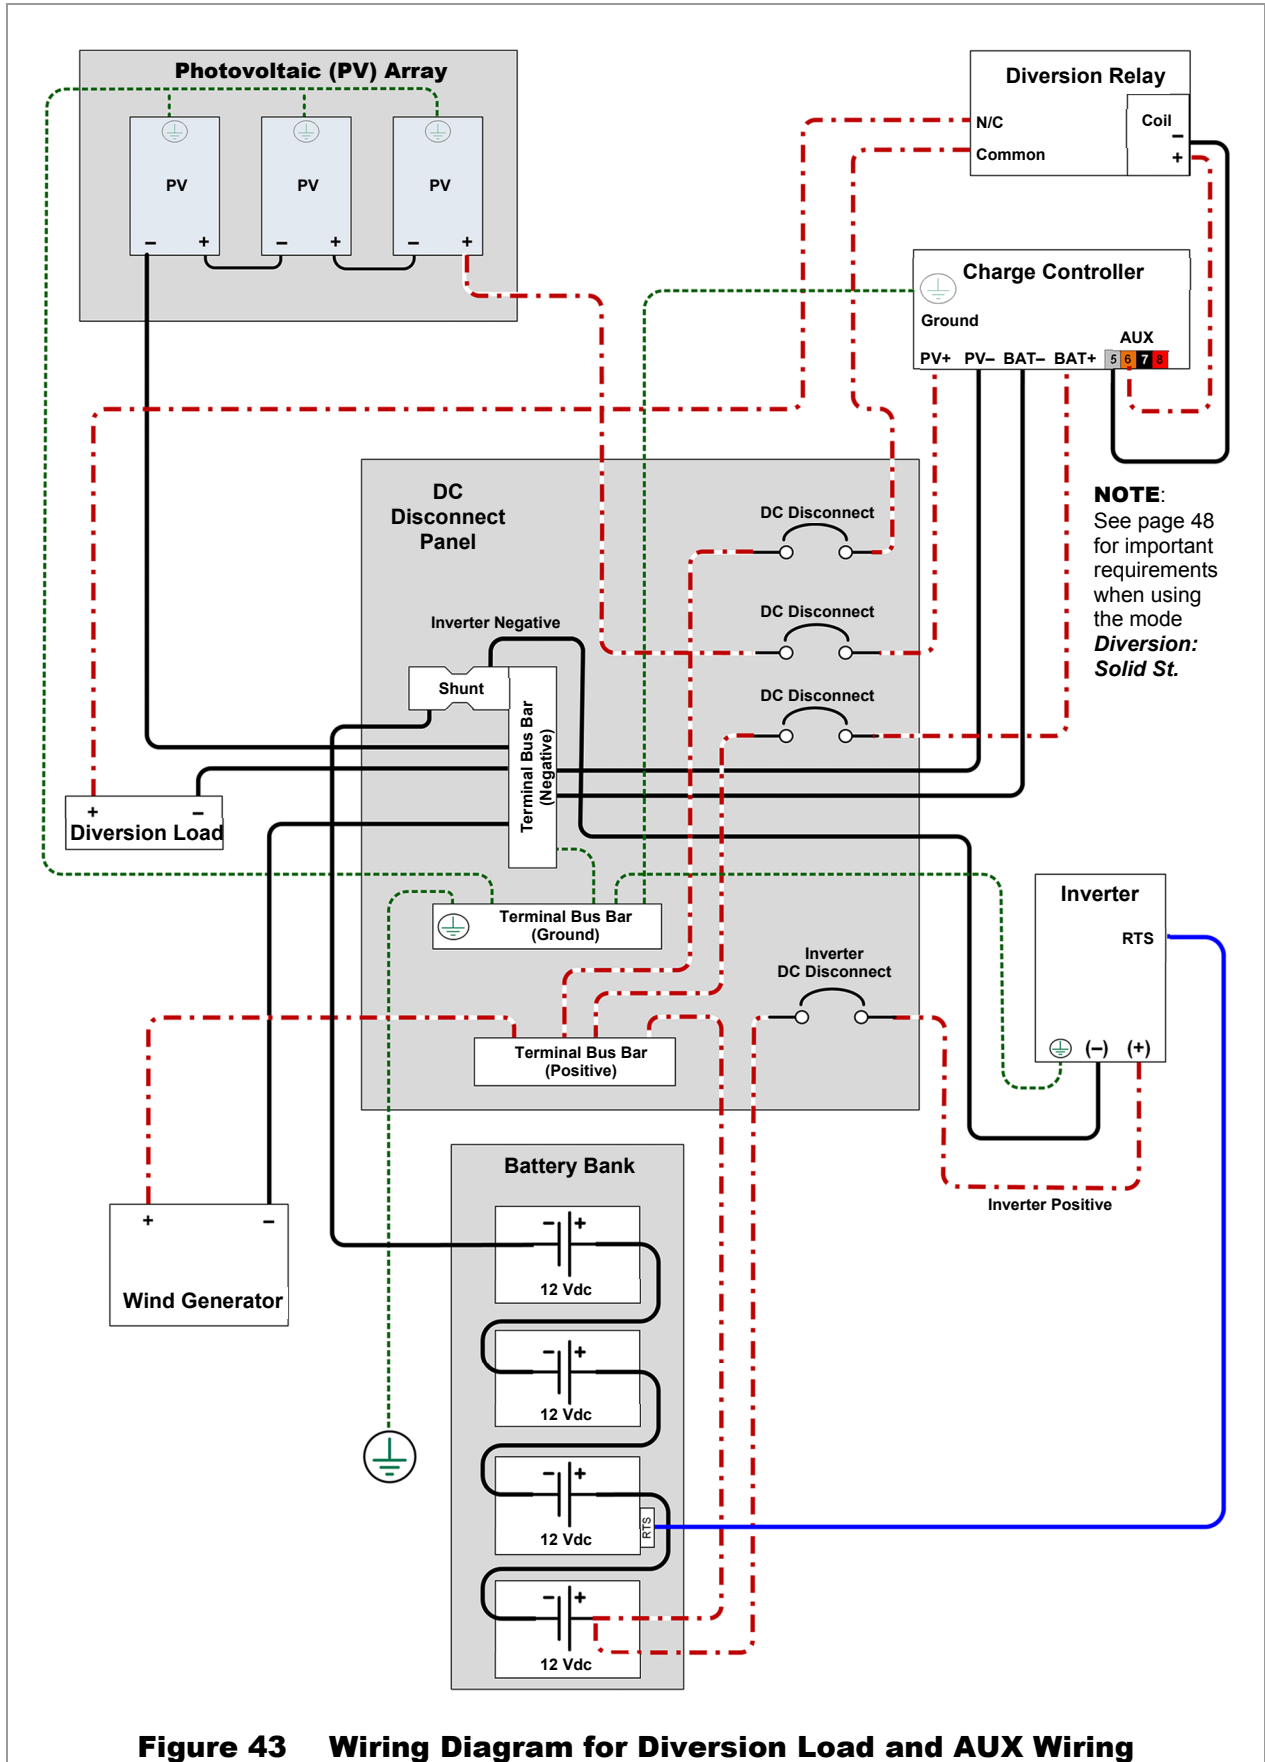 Photovoltaic (PV) Array
PV
PV
PV
– +
– +
– +
Diversion Relay
N/C
Common
Coil
–
+
Charge Controller
Ground
AUX
PV+ PV– BAT– BAT+ 5 6 7 8
NOTE:
See page 48
for important
requirements
when using
the mode
Diversion:
Solid St.
DC
Disconnect
Panel
DC Disconnect
DC Disconnect
DC Disconnect
Inverter Negative
Shunt
Terminal Bus Bar
(Negative)
+ –
Diversion Load
Terminal Bus Bar
(Ground)
Inverter
DC Disconnect
Terminal Bus Bar
(Positive)
Inverter
RTS
(–) (+)
Inverter Positive
+ –
Wind Generator
Battery Bank
– +
12 Vdc
– +
12 Vdc
– +
12 Vdc
RTS
– +
12 Vdc
Figure 43 Wiring Diagram for Diversion Load and AUX Wiring